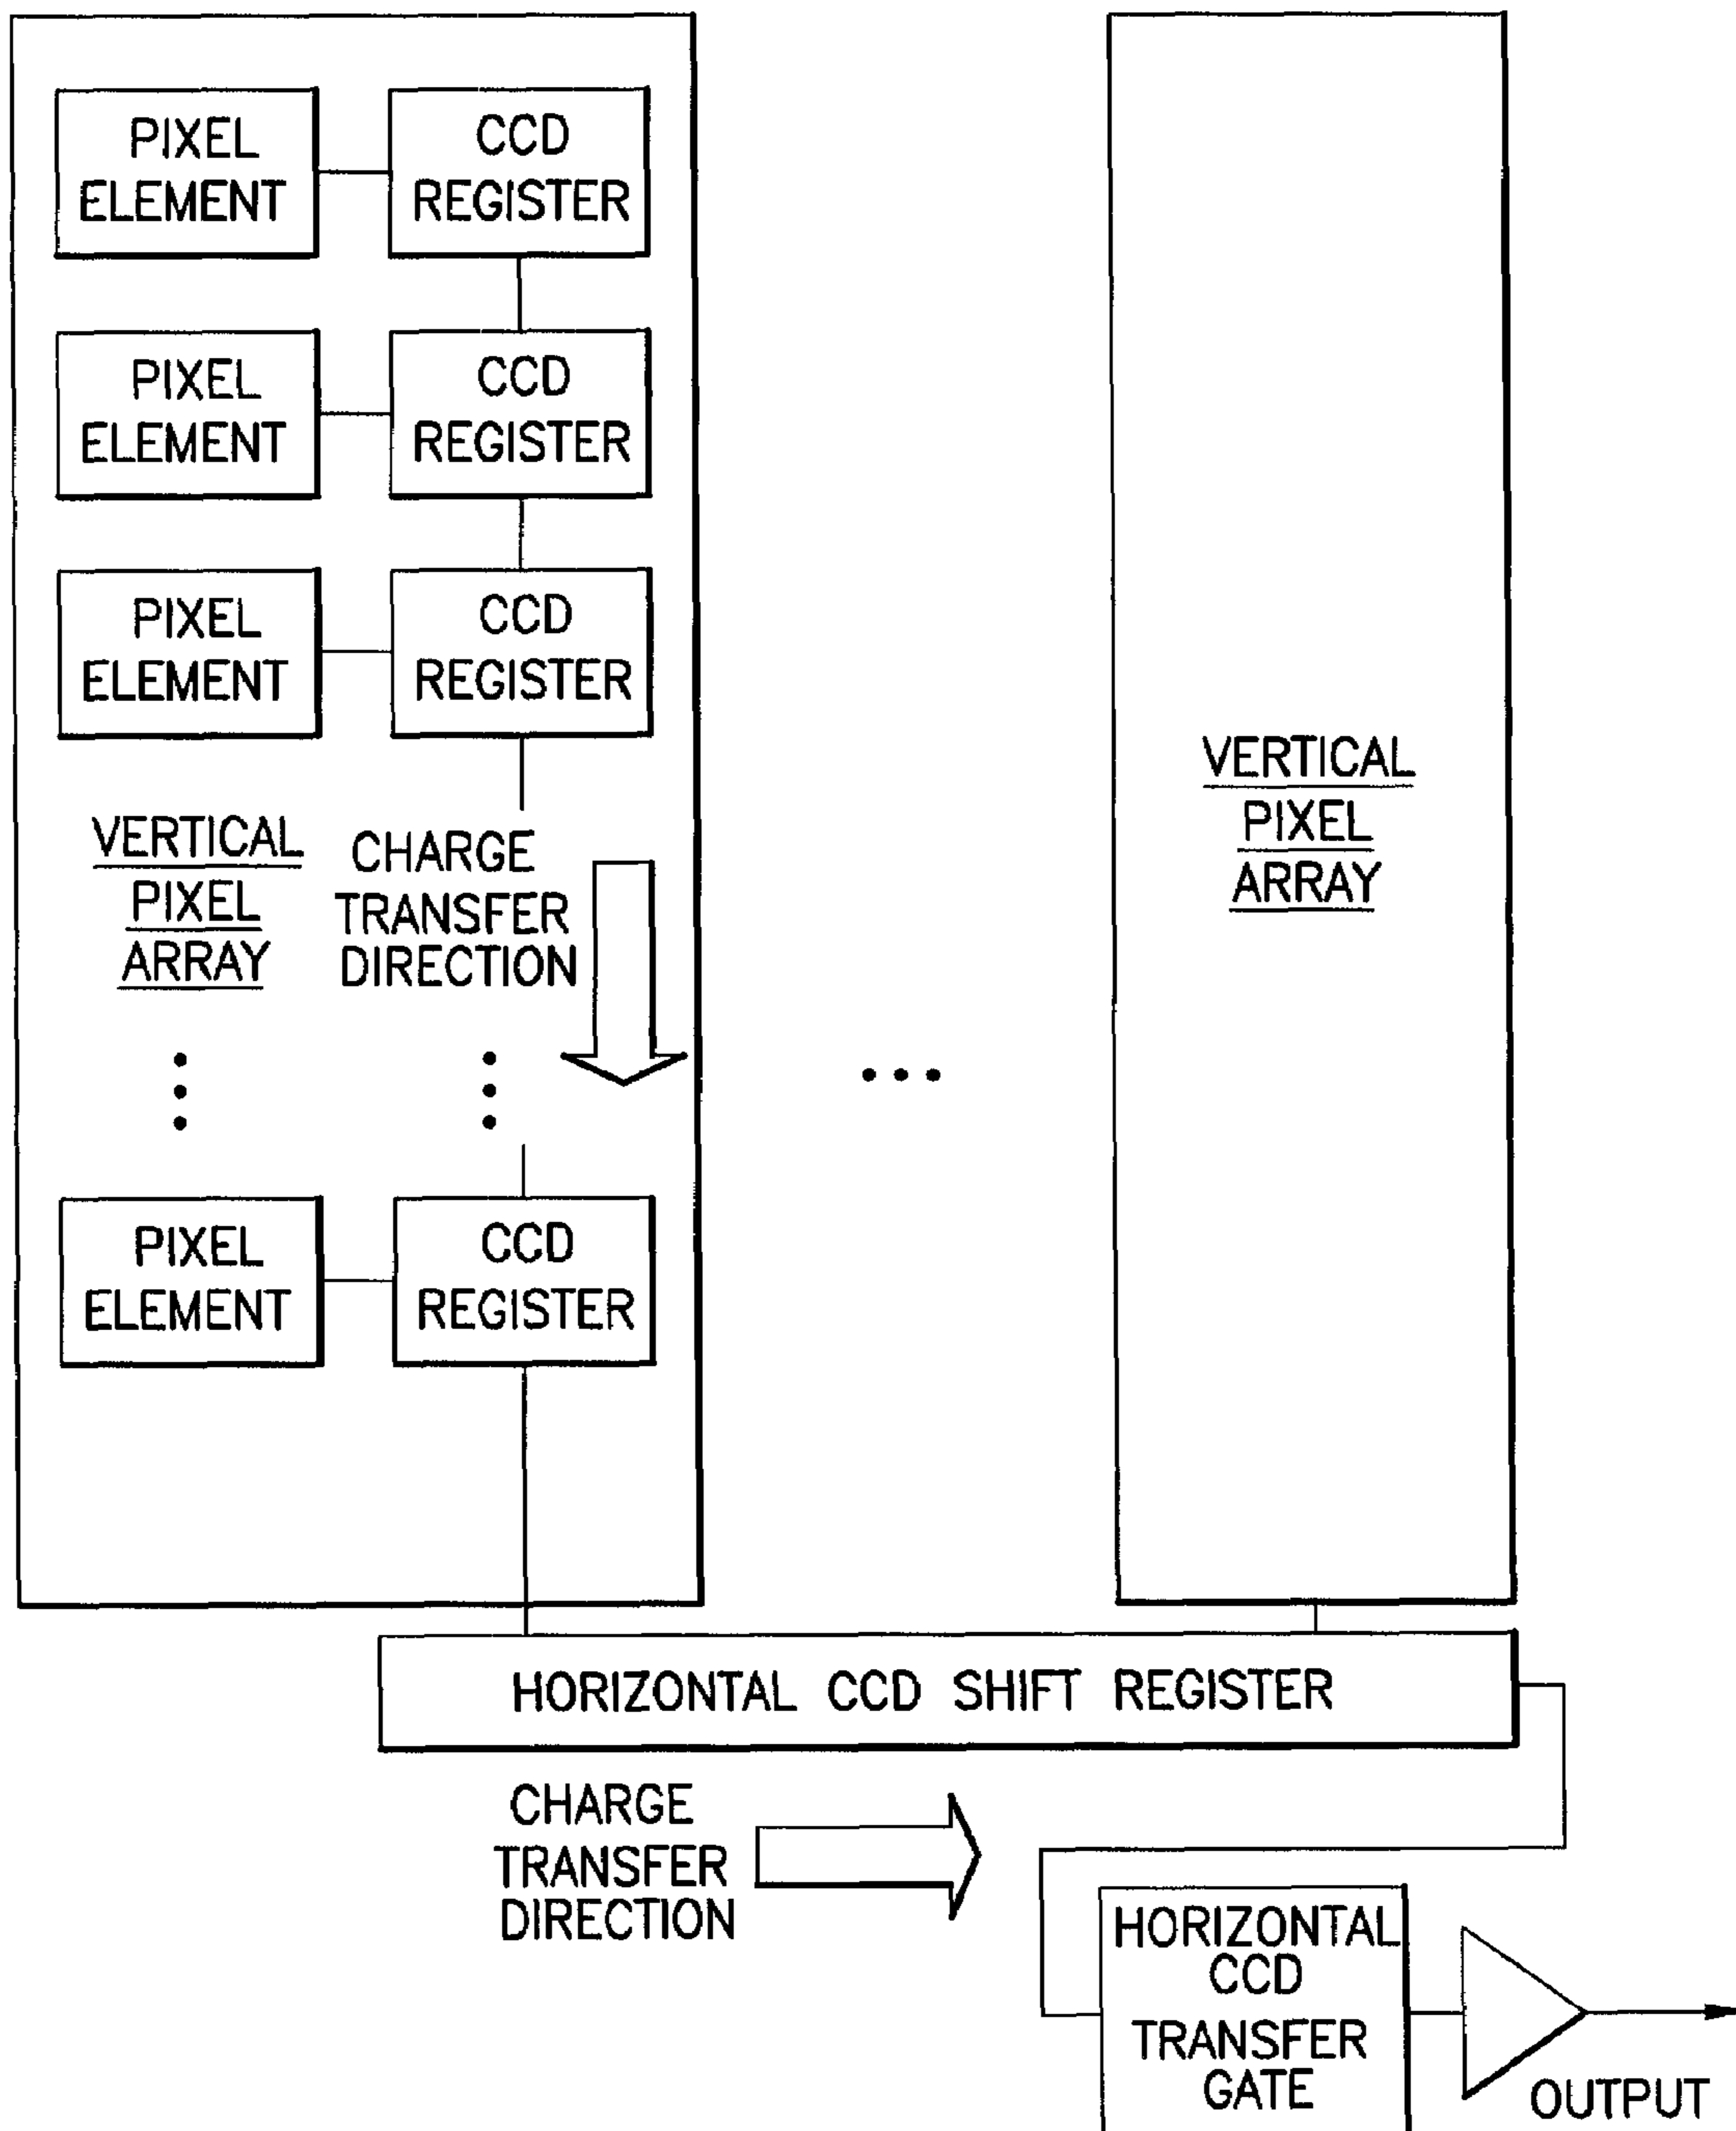 PIXEL
ELEMENT
CCD
REGISTER
PIXEL
ELEMENT
CCD
REGISTER
PIXEL
ELEMENT
CCD
REGISTER
VERTICAL
PIXEL
ARRAY
CHARGE
TRANSFER
DIRECTION
VERTICAL
PIXEL
ARRAY
PIXEL
ELEMENT
CCD
REGISTER
HORIZONTAL CCD SHIFT REGISTER
CHARGE
TRANSFER
DIRECTION
HORIZONTAL
CCD
TRANSFER
GATE
OUTPUT